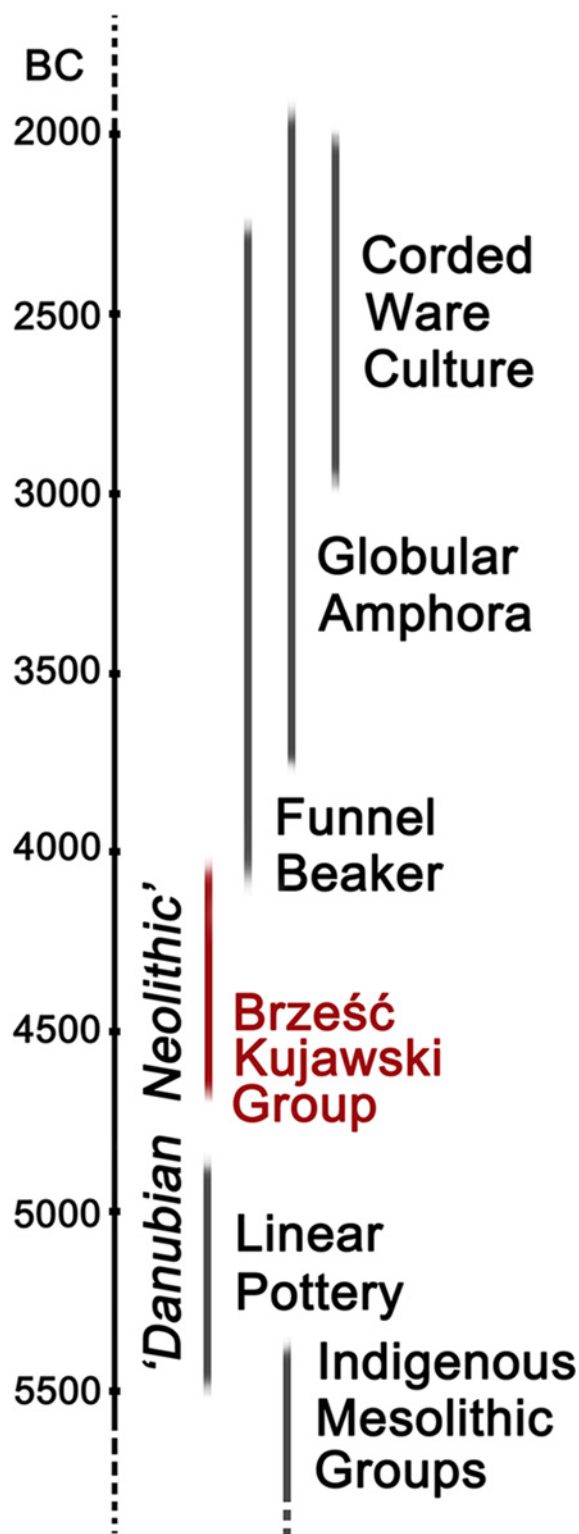 BC
2000
2500
3000
3500
4000
4500
5000
5500
Corded
Ware
Culture
Globular
Amphora
Funnel
Beaker
Brześć
Kujawski
Group
‘Danubian Neolithic’
Linear
Pottery
Indigenous
Mesolithic
Groups